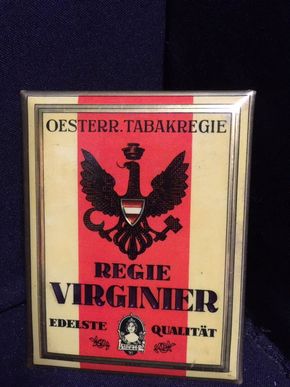 OESTERR. TABAKREGIE
REGIE
VIRGINIER
EDELSTE QUALITÄT